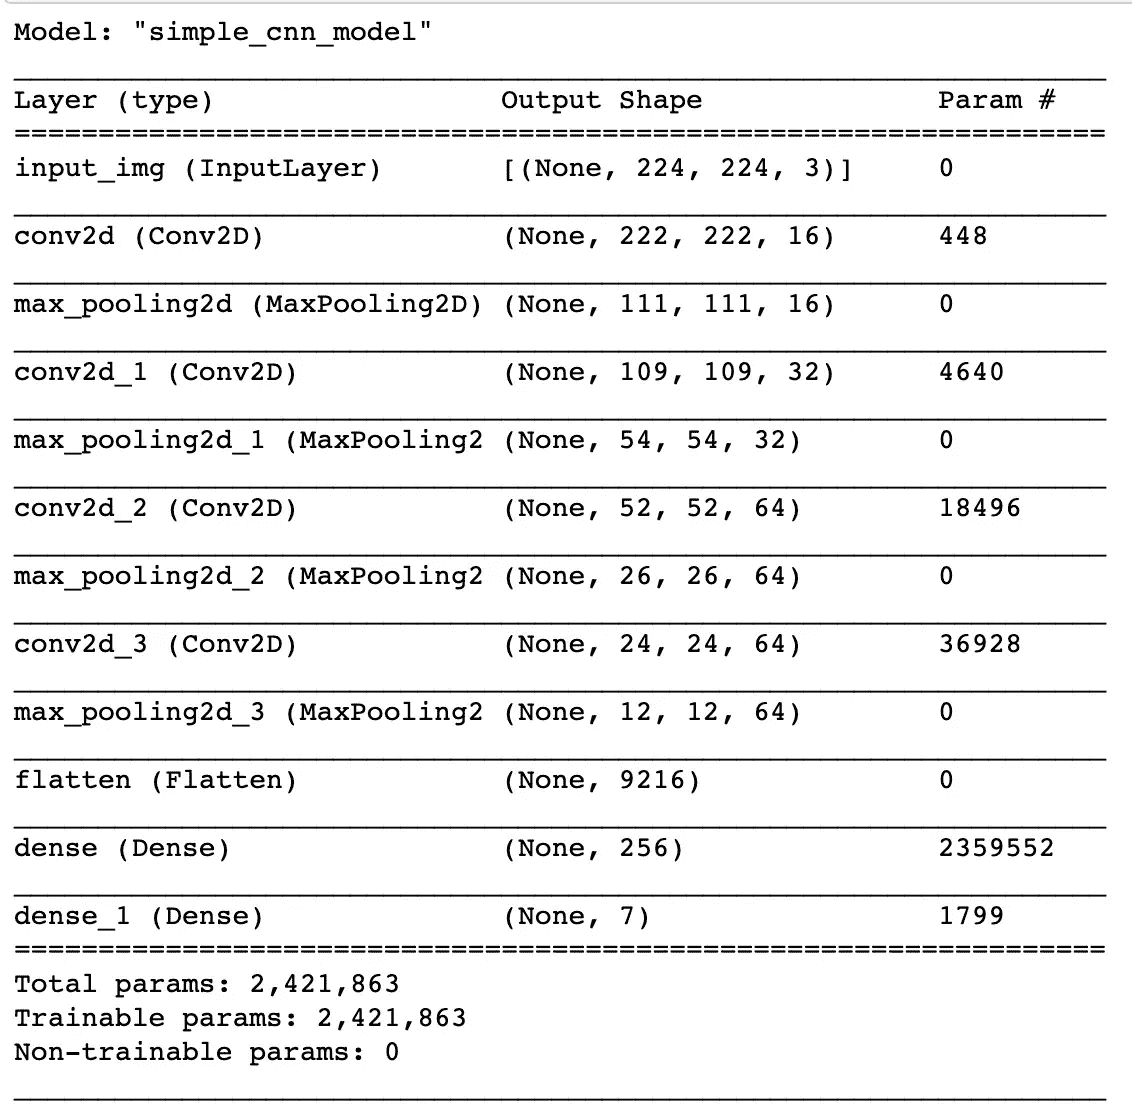 Model: "simple_cnn_model"
Layer (type) Output Shape Param #
input_img (InputLayer) [(None, 224, 224, 3)] 0
conv2d (Conv2D) (None, 222, 222, 16) 448
max_pooling2d (MaxPooling2D) (None, 111, 111, 16) 0
conv2d_1 (Conv2D) (None, 109, 109, 32) 4640
max_pooling2d_1 (MaxPooling2 (None, 54, 54, 32) 0
conv2d_2 (Conv2D) (None, 52, 52, 64) 18496
max_pooling2d_2 (MaxPooling2 (None, 26, 26, 64) 0
conv2d_3 (Conv2D) (None, 24, 24, 64) 36928
max_pooling2d_3 (MaxPooling2 (None, 12, 12, 64) 0
flatten (Flatten) (None, 9216) 0
dense (Dense) (None, 256) 2359552
dense_1 (Dense) (None, 7) 1799
Total params: 2,421,863
Trainable params: 2,421,863
Non-trainable params: 0